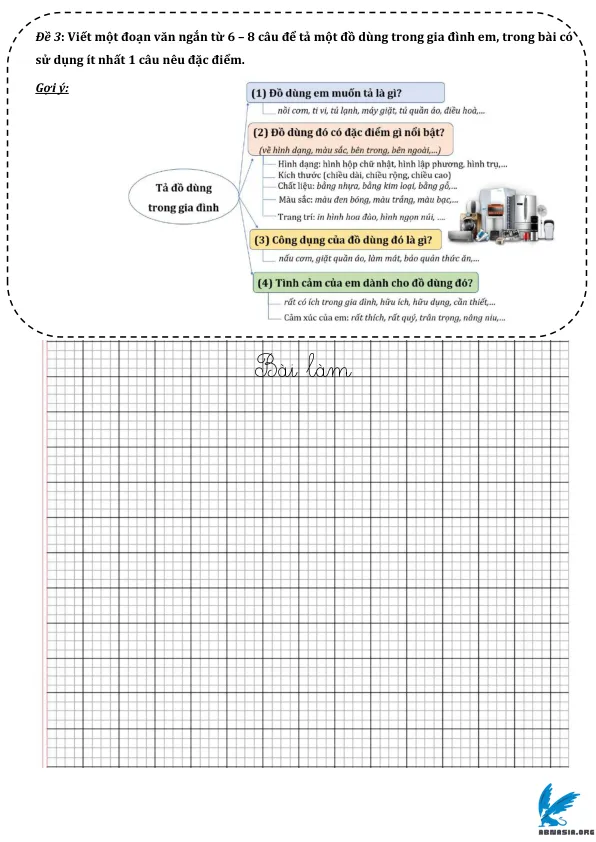 Đề 3: Viết một đoạn văn ngắn từ 6 – 8 câu để tả một đồ dùng trong gia đình em, trong bài có
sử dụng ít nhất 1 câu nêu đặc điểm.
Gợi ý:
(1) Đồ dùng em muốn tả là gì?
nồi cơm, ti vi, tủ lạnh, máy giặt, tủ quần áo, điều hoà,...
(2) Đồ dùng đó có đặc điểm gì nổi bật?
(về hình dạng, màu sắc, bên trong, bên ngoài,...)
Hình dạng: hình hộp chữ nhật, hình lập phương, hình trụ,...
Kích thước (chiều dài, chiều rộng, chiều cao)
Chất liệu: bằng nhựa, bằng kim loại, bằng gỗ,...
Màu sắc: màu đen bóng, màu trắng, màu bạc,...
Trang trí: in hình hoa đào, hình ngọn núi, ....
Tả đồ dùng
trong gia đình
(3) Công dụng của đồ dùng đó là gì?
nấu cơm, giặt quần áo, làm mát, bảo quản thức ăn,...
(4) Tình cảm của em dành cho đồ dùng đó?
rất có ích trong gia đình, hữu ích, hữu dụng, cần thiết,...
Cảm xúc của em: rất thích, rất quý, trân trọng, nâng niu,...
Bài làm
ABNASIA.ORG